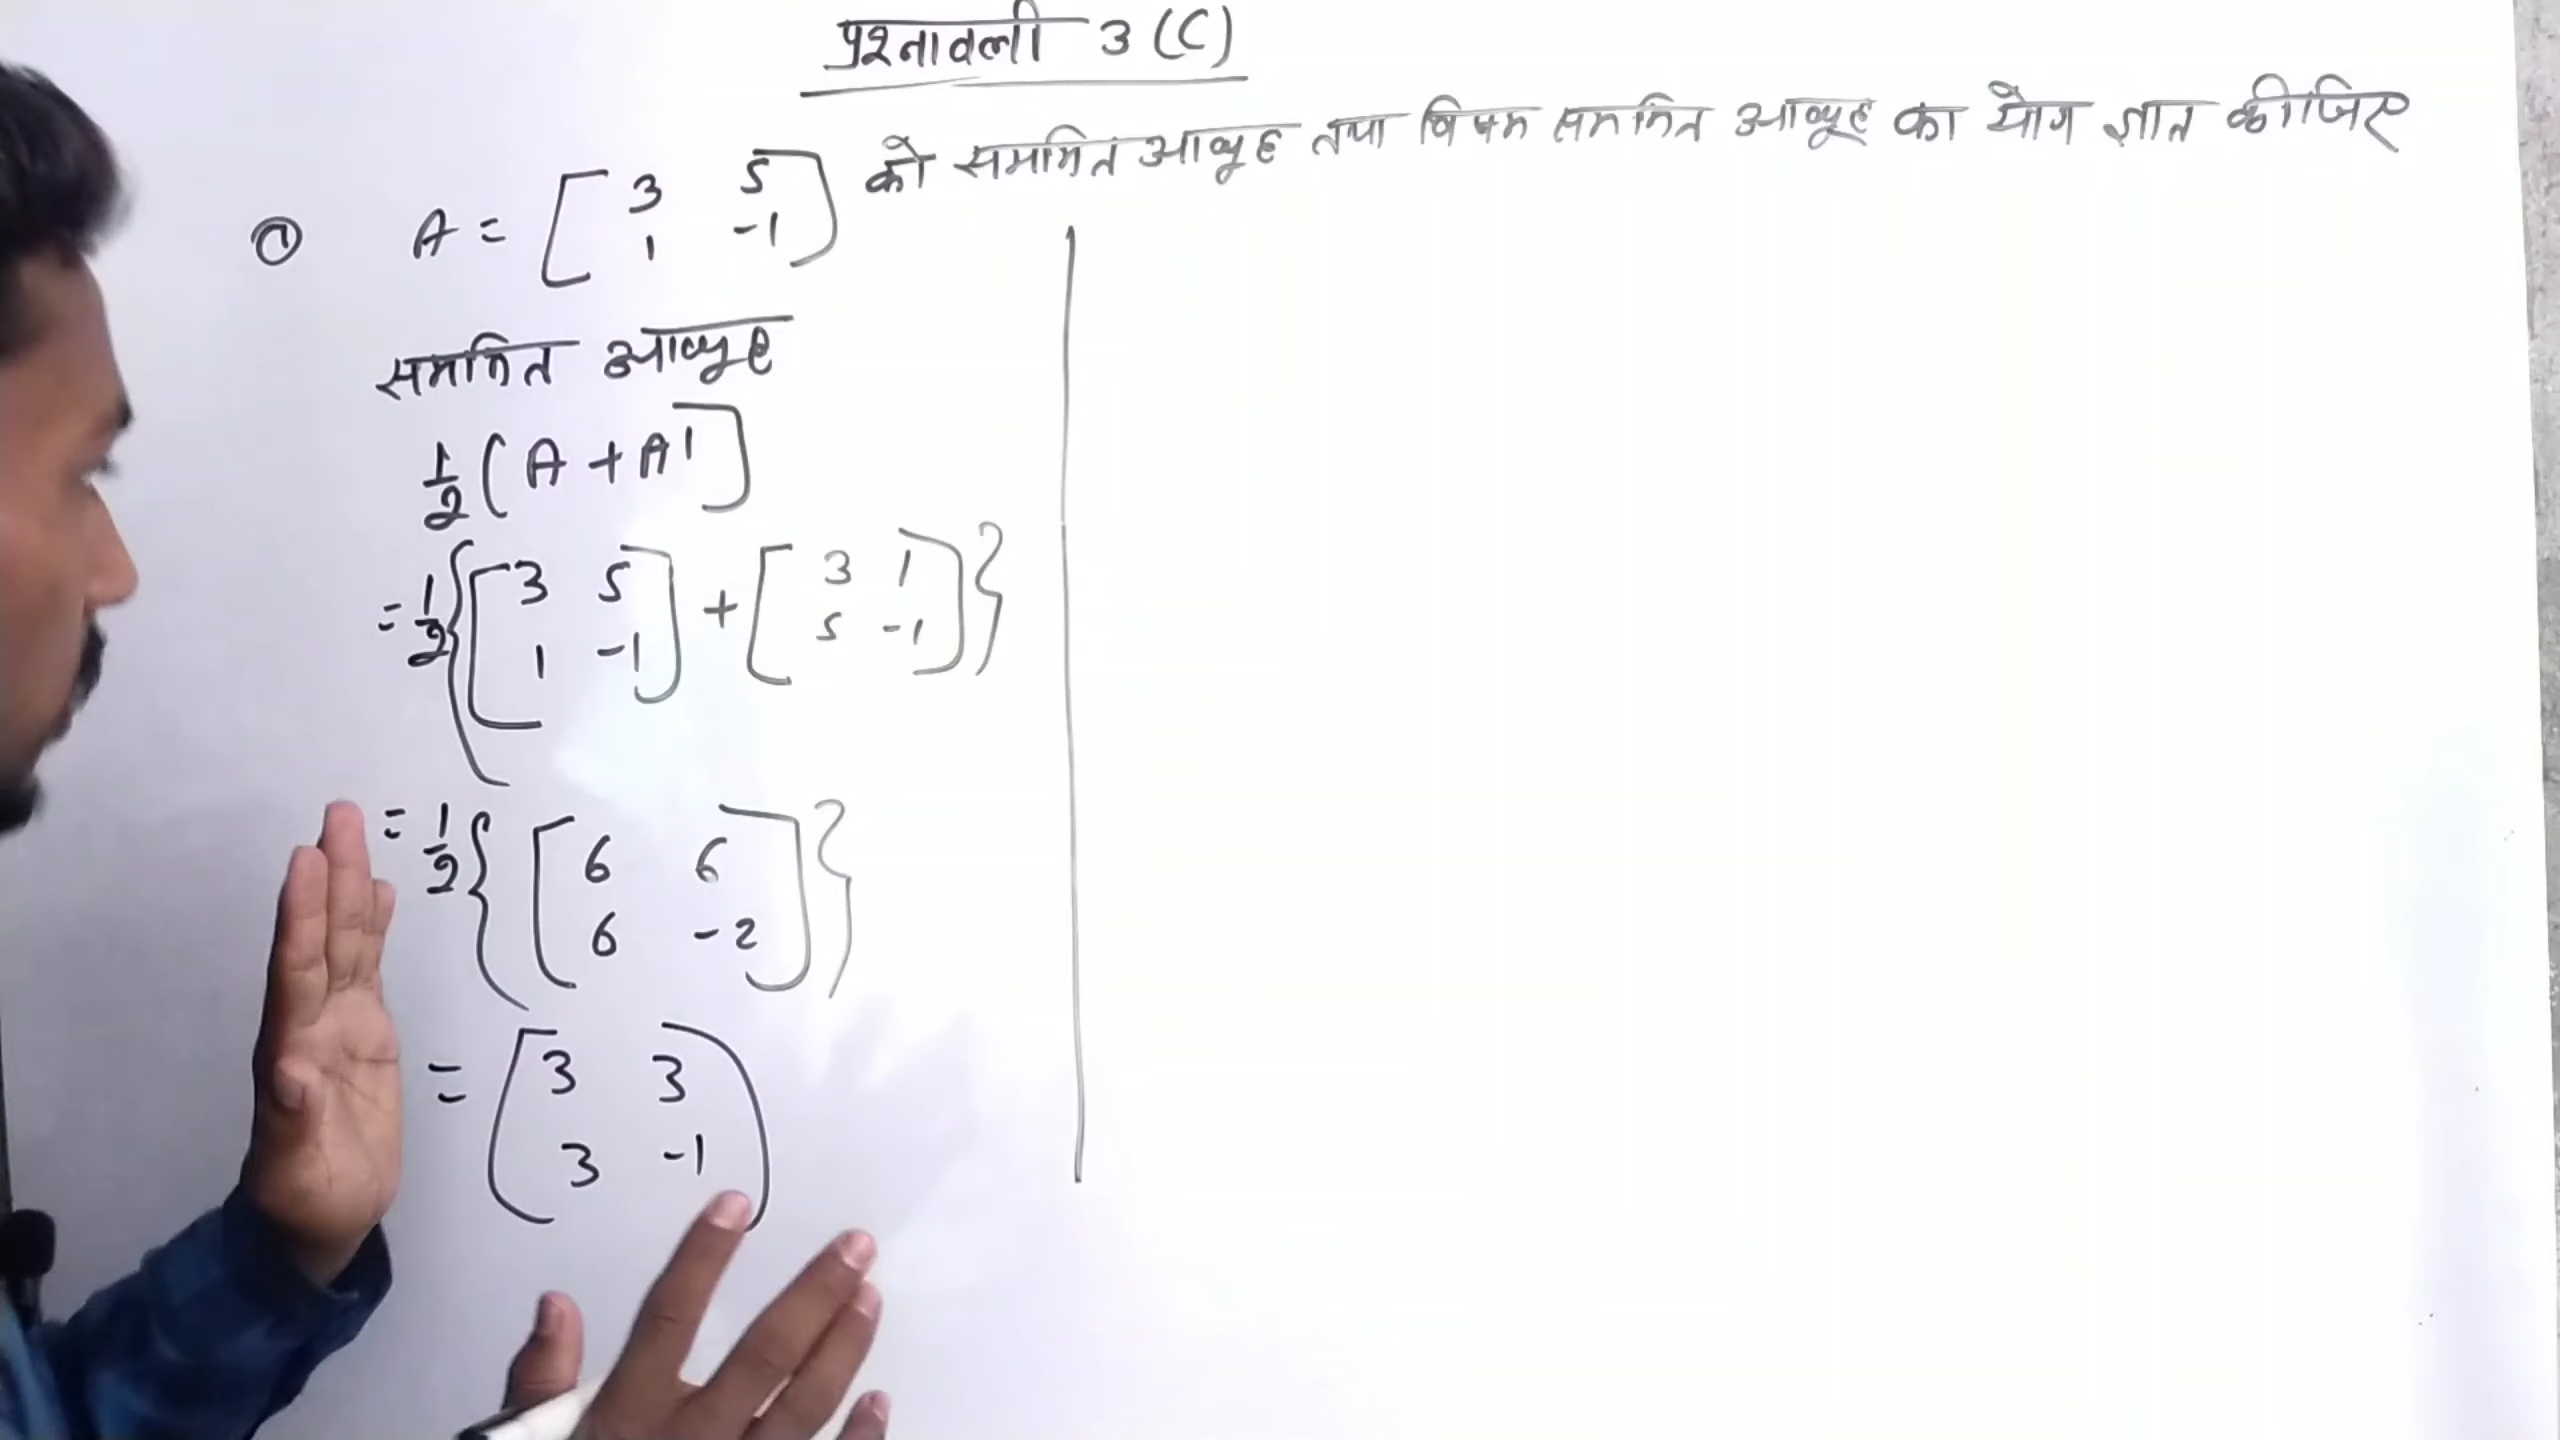 प्रश्नावली 3 (C)
① A = [ 3 5 1 -1 ] को सममित आव्यूह तथा विषम सममित आव्यूह का योग ज्ञात कीजिए
सममित आव्यूह
1/2 ( A + A' ]
= 1/2 { [ 3 5 1 -1 ] + [ 3 1 5 -1 ] }
= 1/2 { [ 6 6 6 -2 ] }
= [ 3 3 3 -1 )